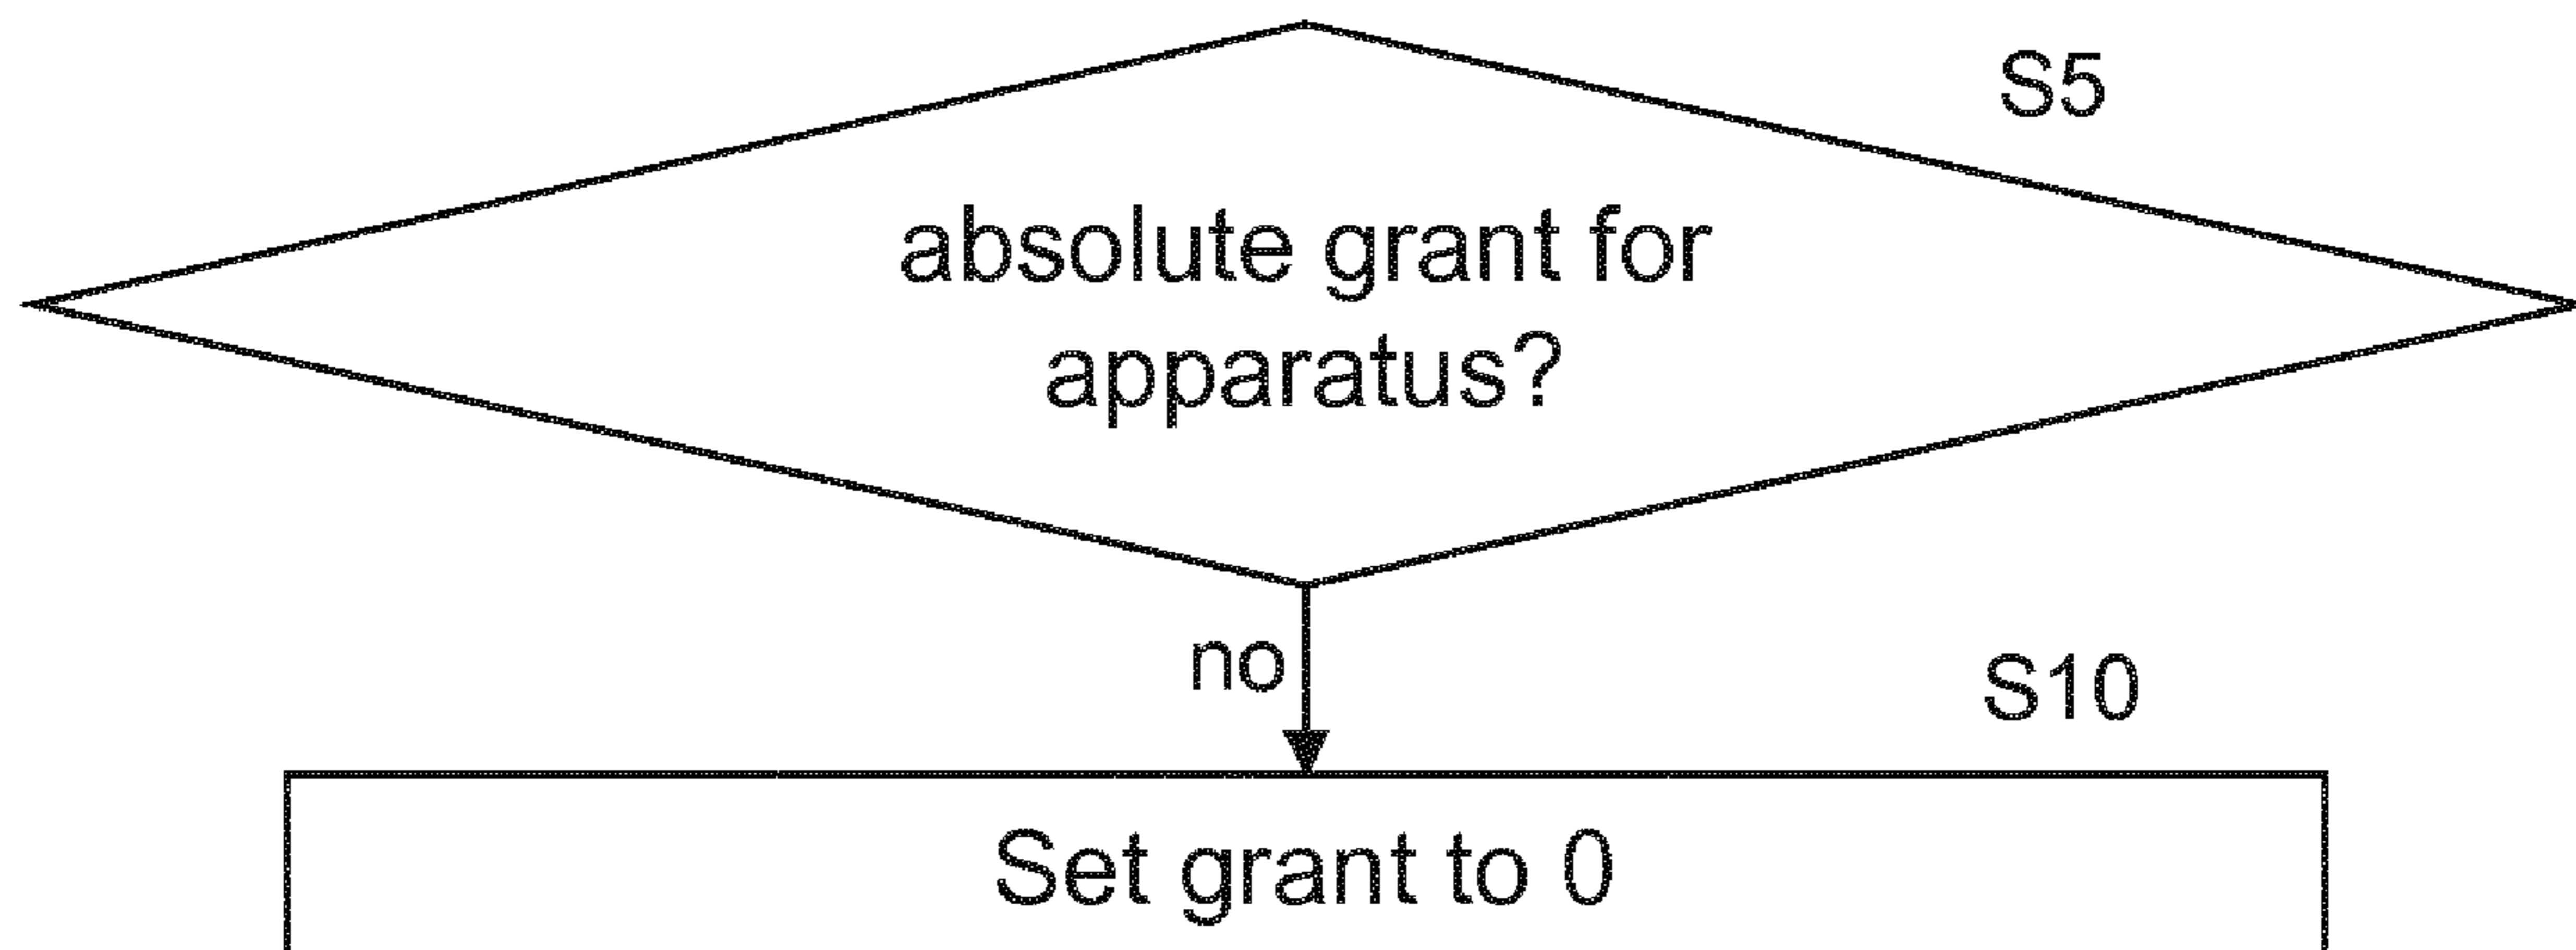 S5
absolute grant for
apparatus?
no
S10
Set grant to 0